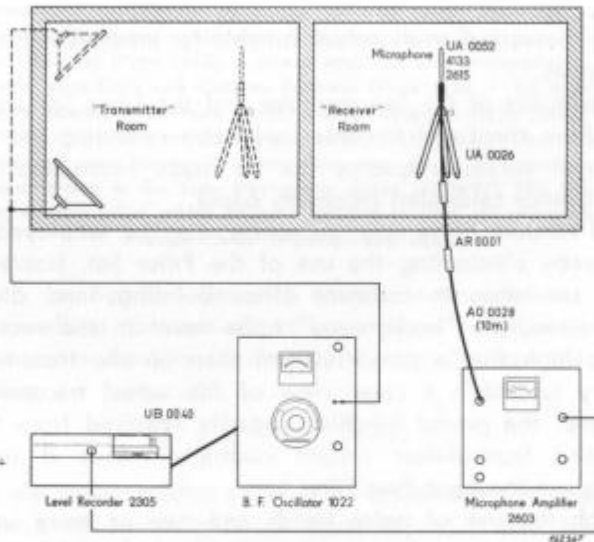 UA 0052
Microphone
4133
2615
"Transmitter
Room
"Receiver"
Room
UA 0026
AR 0001
AO 0028
(10m)
UB 0040
+
Level Recorder 2305
B. F. Oscillator 1022
Microphone Amplifier
2603